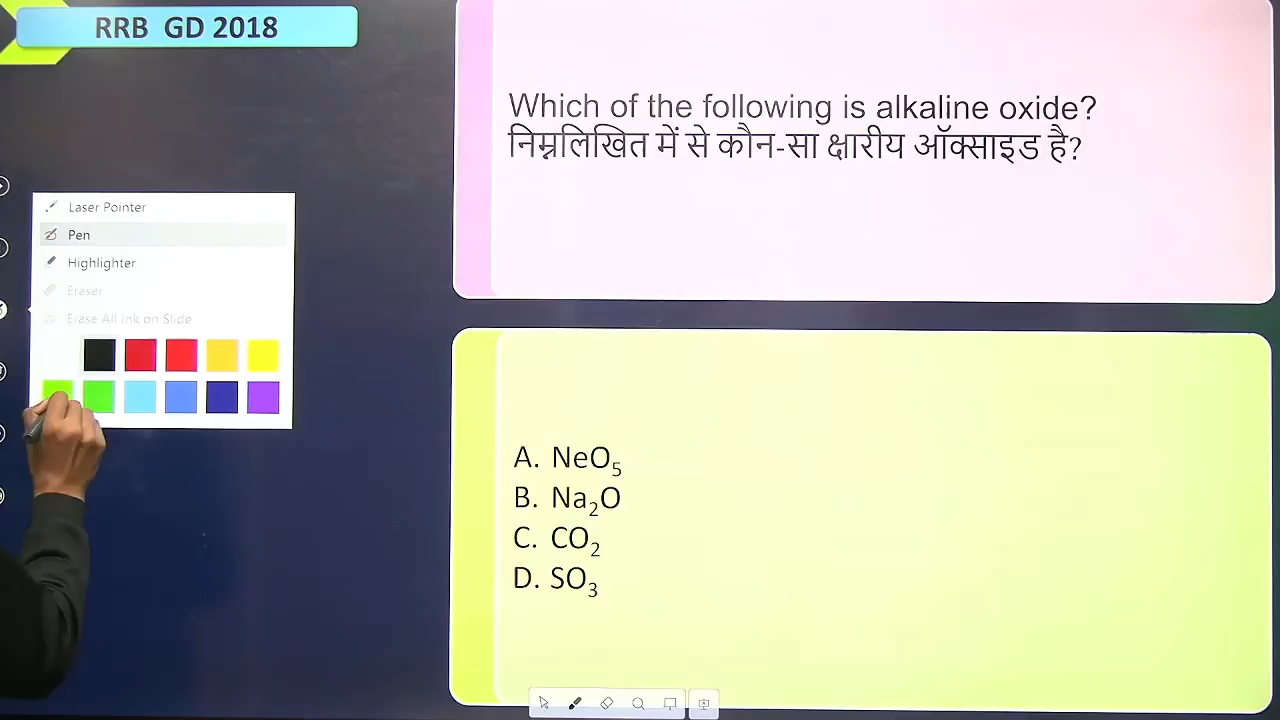 RRB GD 2018
Which of the following is alkaline oxide?
निम्नलिखित में से कौन-सा क्षारीय ऑक्साइड है?
Laser Pointer
Pen
Highlighter
Eraser
Erase All Ink on Slide
A. NeO₅
B. Na₂O
C. CO₂
D. SO₃